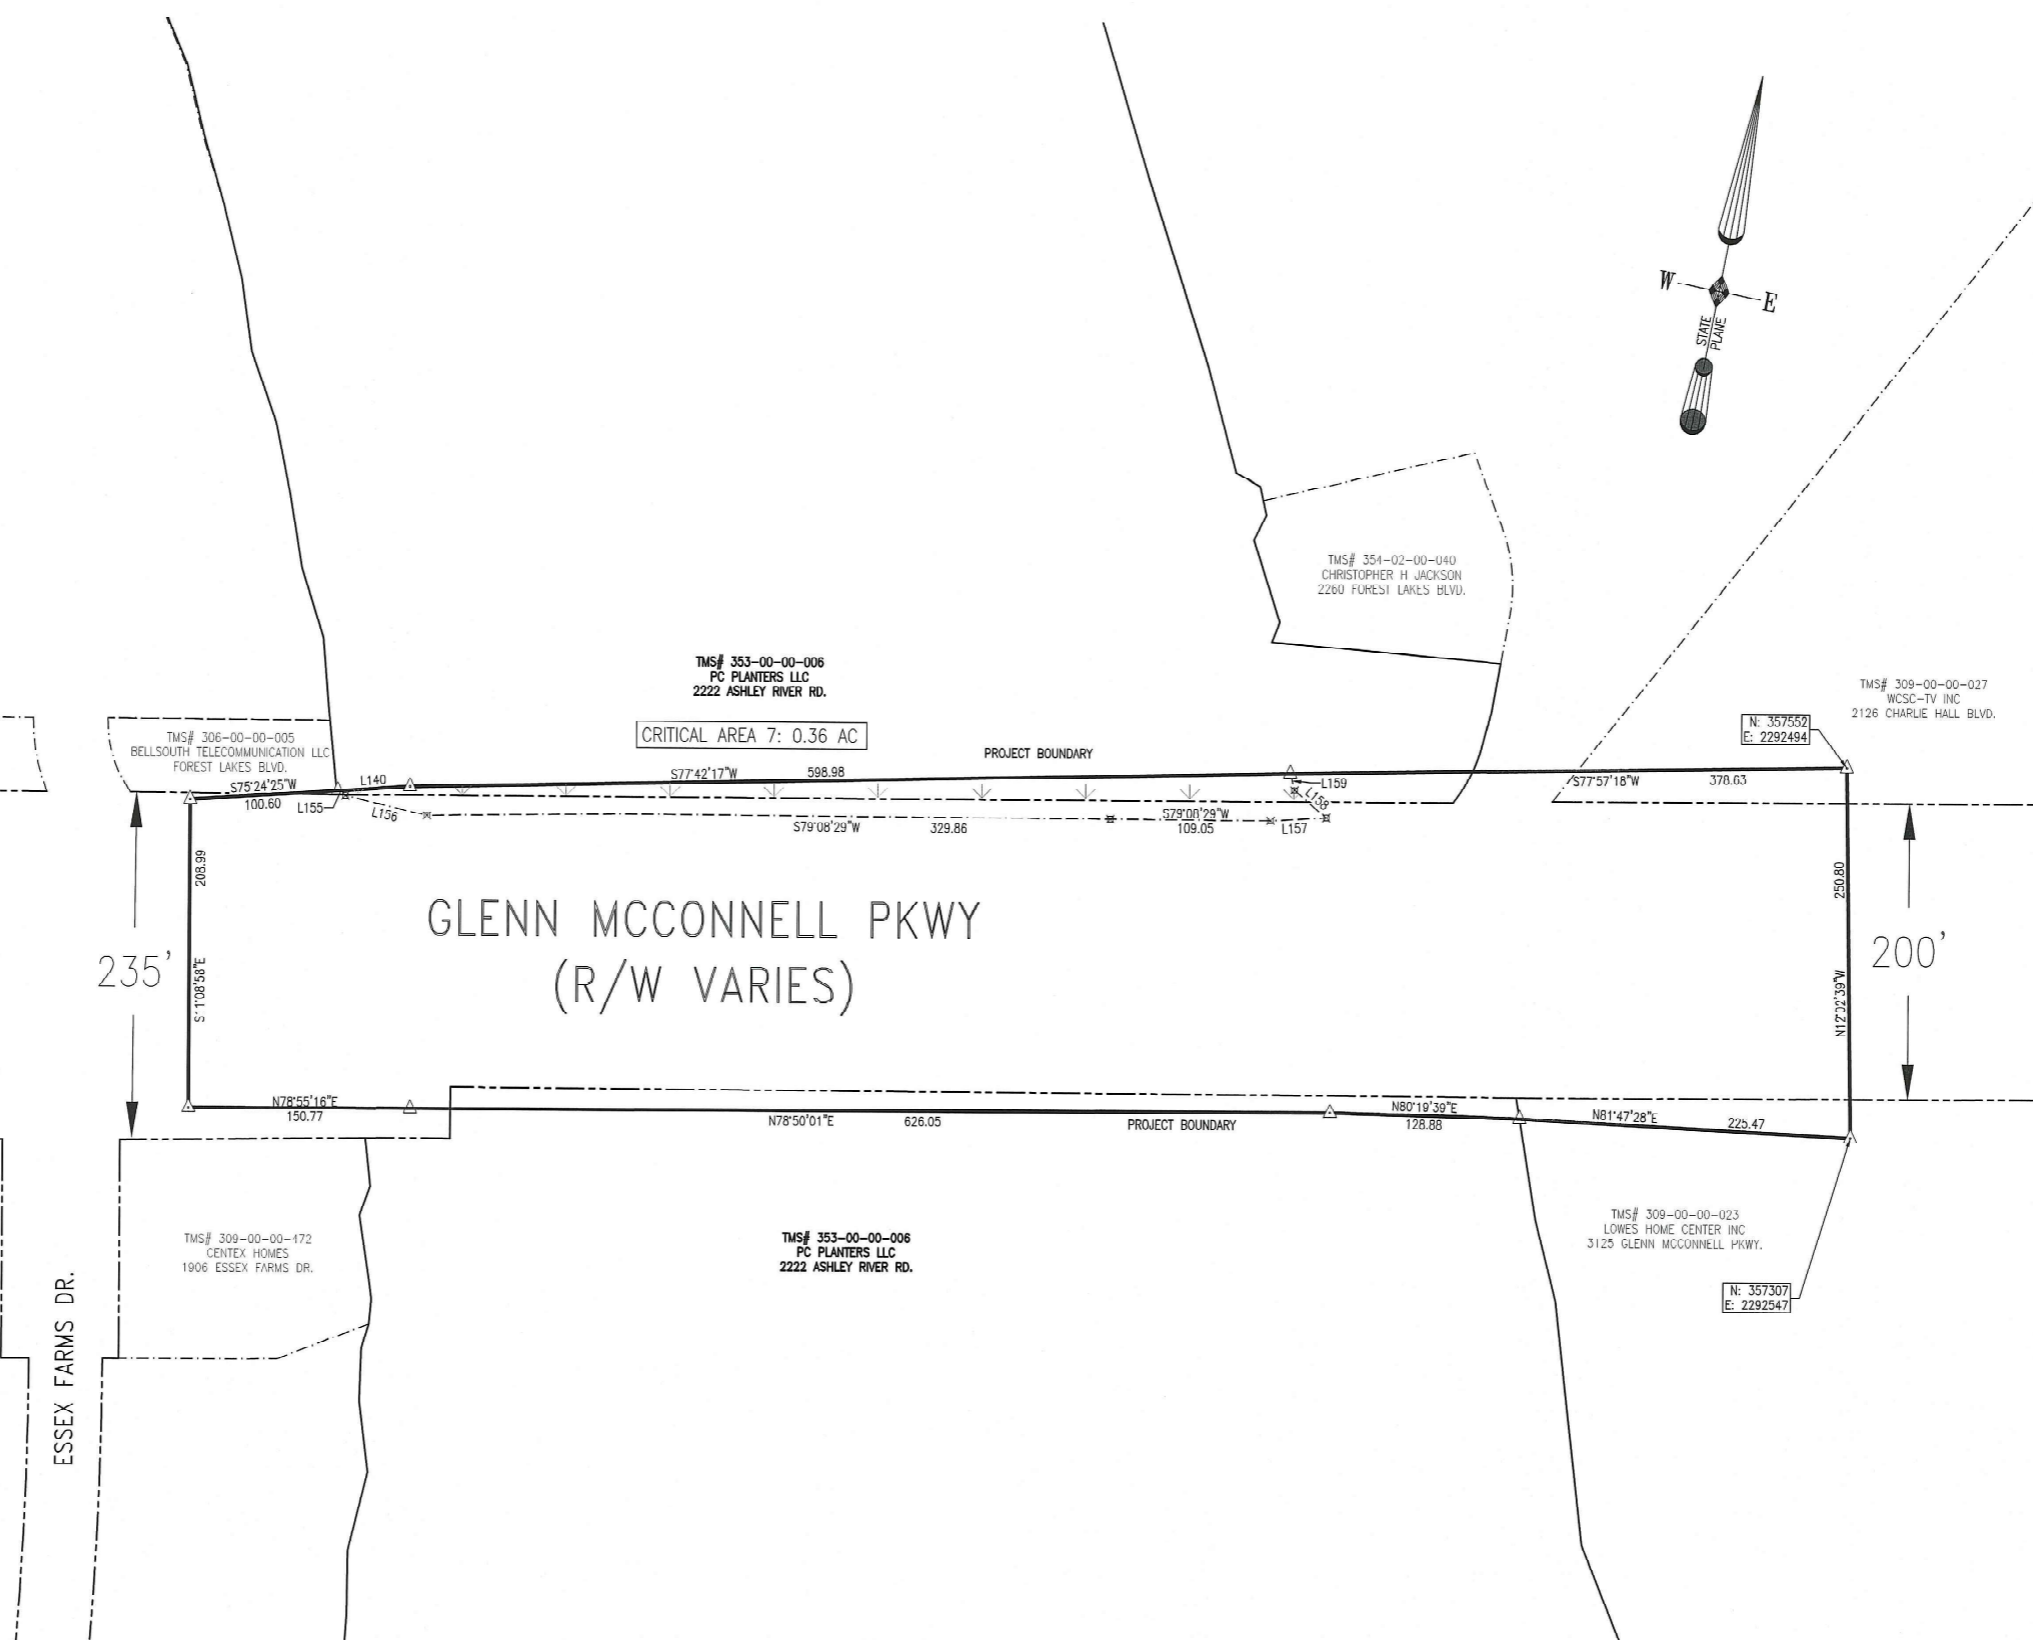 W
E
STATE
PLANE
TMS# 354-02-00-040
CHRISTOPHER H JACKSON
2260 FOREST LAKES BLVD.
TMS# 353-00-00-006
PC PLANTERS LLC
2222 ASHLEY RIVER RD.
CRITICAL AREA 7: 0.36 AC
PROJECT BOUNDARY
TMS# 309-00-00-027
WCSC-TV INC
2126 CHARLIE HALL BLVD.
N: 357552
E: 2292494
TMS# 306-00-00-005
BELLSOUTH TELECOMMUNICATION LLC
FOREST LAKES BLVD.
S75°24'25"W
100.60
L140
L155
L156
S77°42'17"W 598.98
S77°57'18"W 378.63
L159
L158
L157
S79°08'29"W 329.86
S79°08'29"W
109.05
208.99
S11°08'58"E
250.80
N12°02'39"W
GLENN MCCONNELL PKWY
(R/W VARIES)
235'
200'
N78°55'16"E
150.77
N78°50'01"E 626.05
PROJECT BOUNDARY
N80°19'39"E
128.88
N81°47'28"E 225.47
TMS# 309-00-00-172
CENTEX HOMES
1906 ESSEX FARMS DR.
TMS# 353-00-00-006
PC PLANTERS LLC
2222 ASHLEY RIVER RD.
TMS# 309-00-00-023
LOWES HOME CENTER INC
3125 GLENN MCCONNELL PKWY.
N: 357307
E: 2292547
ESSEX FARMS DR.